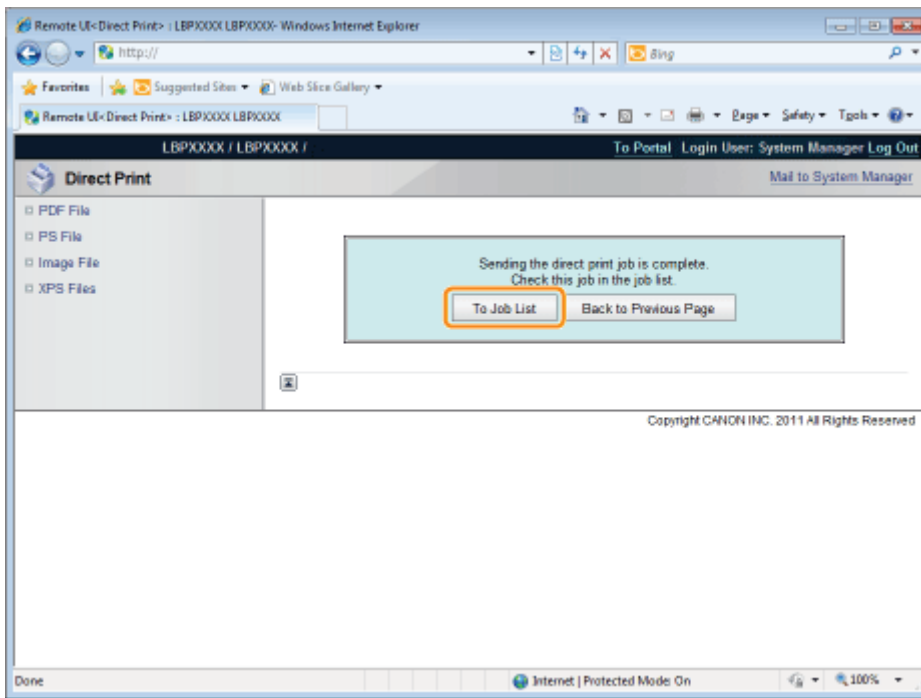 Remote UI<Direct Print> : LBPXXXX LBPXXXX- Windows Internet Explorer
http://
Bing
Favorites Suggested Sites Web Slice Gallery
Remote UI<Direct Print> : LBPXXXX LBPXXXX
Page Safety Tools
LBPXXXX / LBPXXXX /
To Portal Login User: System Manager Log Out
Direct Print
Mail to System Manager
PDF File
PS File
Image File
XPS Files
Sending the direct print job is complete.
Check this job in the job list.
To Job List Back to Previous Page
Copyright CANON INC. 2011 All Rights Reserved
Done Internet | Protected Mode: On 100%